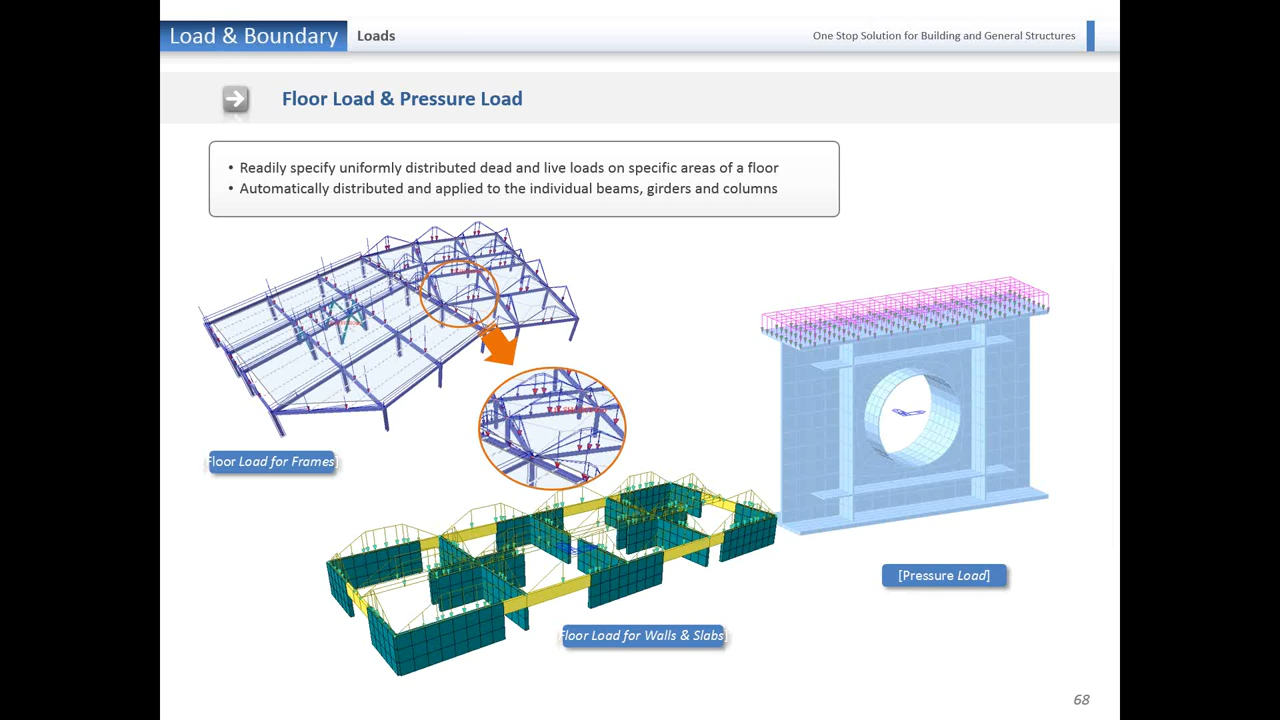 Load & Boundary
Loads
One Stop Solution for Building and General Structures
Floor Load & Pressure Load
• Readily specify uniformly distributed dead and live loads on specific areas of a floor
• Automatically distributed and applied to the individual beams, girders and columns
[Floor Load for Frames]
[Pressure Load]
[Floor Load for Walls & Slabs]
68